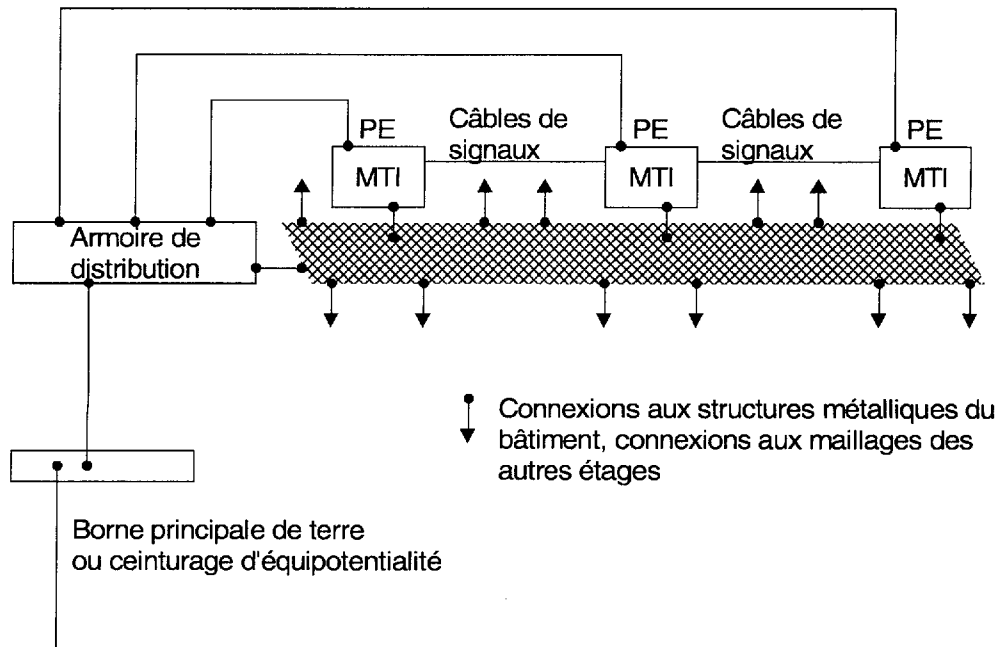 PE
Câbles de
signaux
PE
Câbles de
signaux
PE
MTI
MTI
MTI
Armoire de
distribution
Connexions aux structures métalliques du
bâtiment, connexions aux maillages des
autres étages
Borne principale de terre
ou ceinturage d'équipotentialité